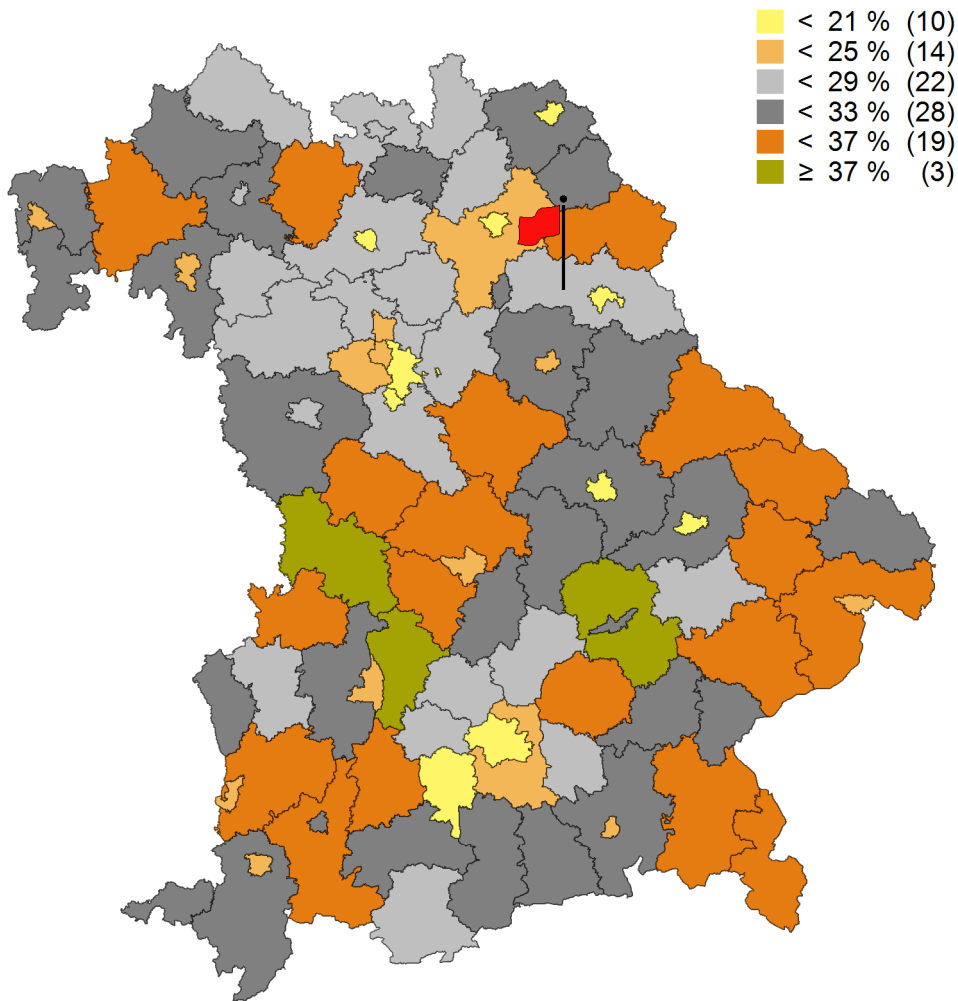 < 21 % (10)
< 25 % (14)
< 29 % (22)
< 33 % (28)
< 37 % (19)
≥ 37 % (3)